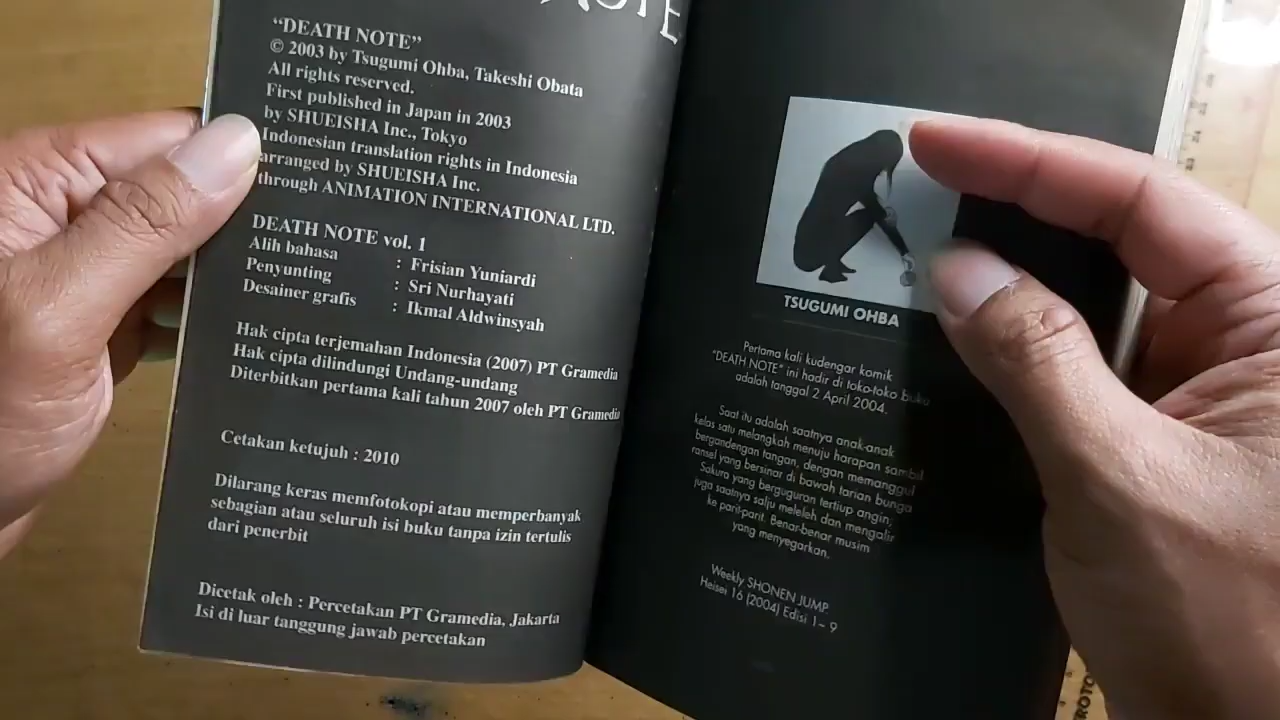 NOTE
"DEATH NOTE"
© 2003 by Tsugumi Ohba, Takeshi Obata
All rights reserved.
First published in Japan in 2003
by SHUEISHA Inc., Tokyo
Indonesian translation rights in Indonesia
arranged by SHUEISHA Inc.
through ANIMATION INTERNATIONAL LTD.
DEATH NOTE vol. 1
Alih bahasa : Frisian Yuniardi
Penyunting : Sri Nurhayati
Desainer grafis : Ikmal Aldwinsyah
Hak cipta terjemahan Indonesia (2007) PT Gramedia
Hak cipta dilindungi Undang-undang
Diterbitkan pertama kali tahun 2007 oleh PT Gramedia
Cetakan ketujuh : 2010
Dilarang keras memfotokopi atau memperbanyak
sebagian atau seluruh isi buku tanpa izin tertulis
dari penerbit
Dicetak oleh : Percetakan PT Gramedia, Jakarta
Isi di luar tanggung jawab percetakan
TSUGUMI OHBA
Pertama kali kudengar komik
"DEATH NOTE" ini hadir di toko-toko buku
adalah tanggal 2 April 2004.
Saat itu adalah saatnya anak-anak
kelas satu melangkah menuju harapan sambil
bergandengan tangan, dengan memanggul
ransel yang bersinar di bawah tarian bunga
Sakura yang berguguran tertiup angin;
juga saatnya salju meleleh dan mengalir
ke parit-parit. Benar-benar musim
yang menyegarkan.
Weekly SHONEN JUMP
Heisei 16 (2004) Edisi 1– 9